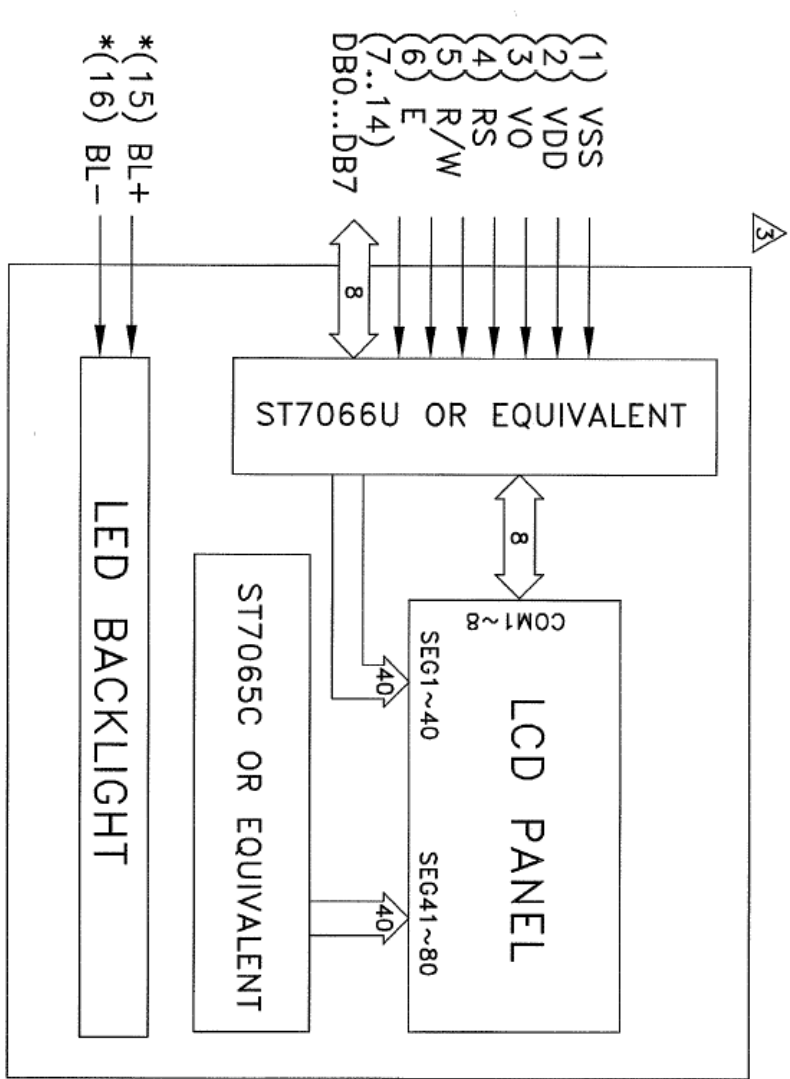 3
(1) VSS
(2) VDD
(3) VO
(4) RS
(5) R/W
(6) E
(7..14)
DB0...DB7
*(15) BL+
*(16) BL-
8
ST7066U OR EQUIVALENT
8
COM1~8
LCD PANEL
SEG1~40
SEG41~80
40
40
ST7065C OR EQUIVALENT
LED BACKLIGHT